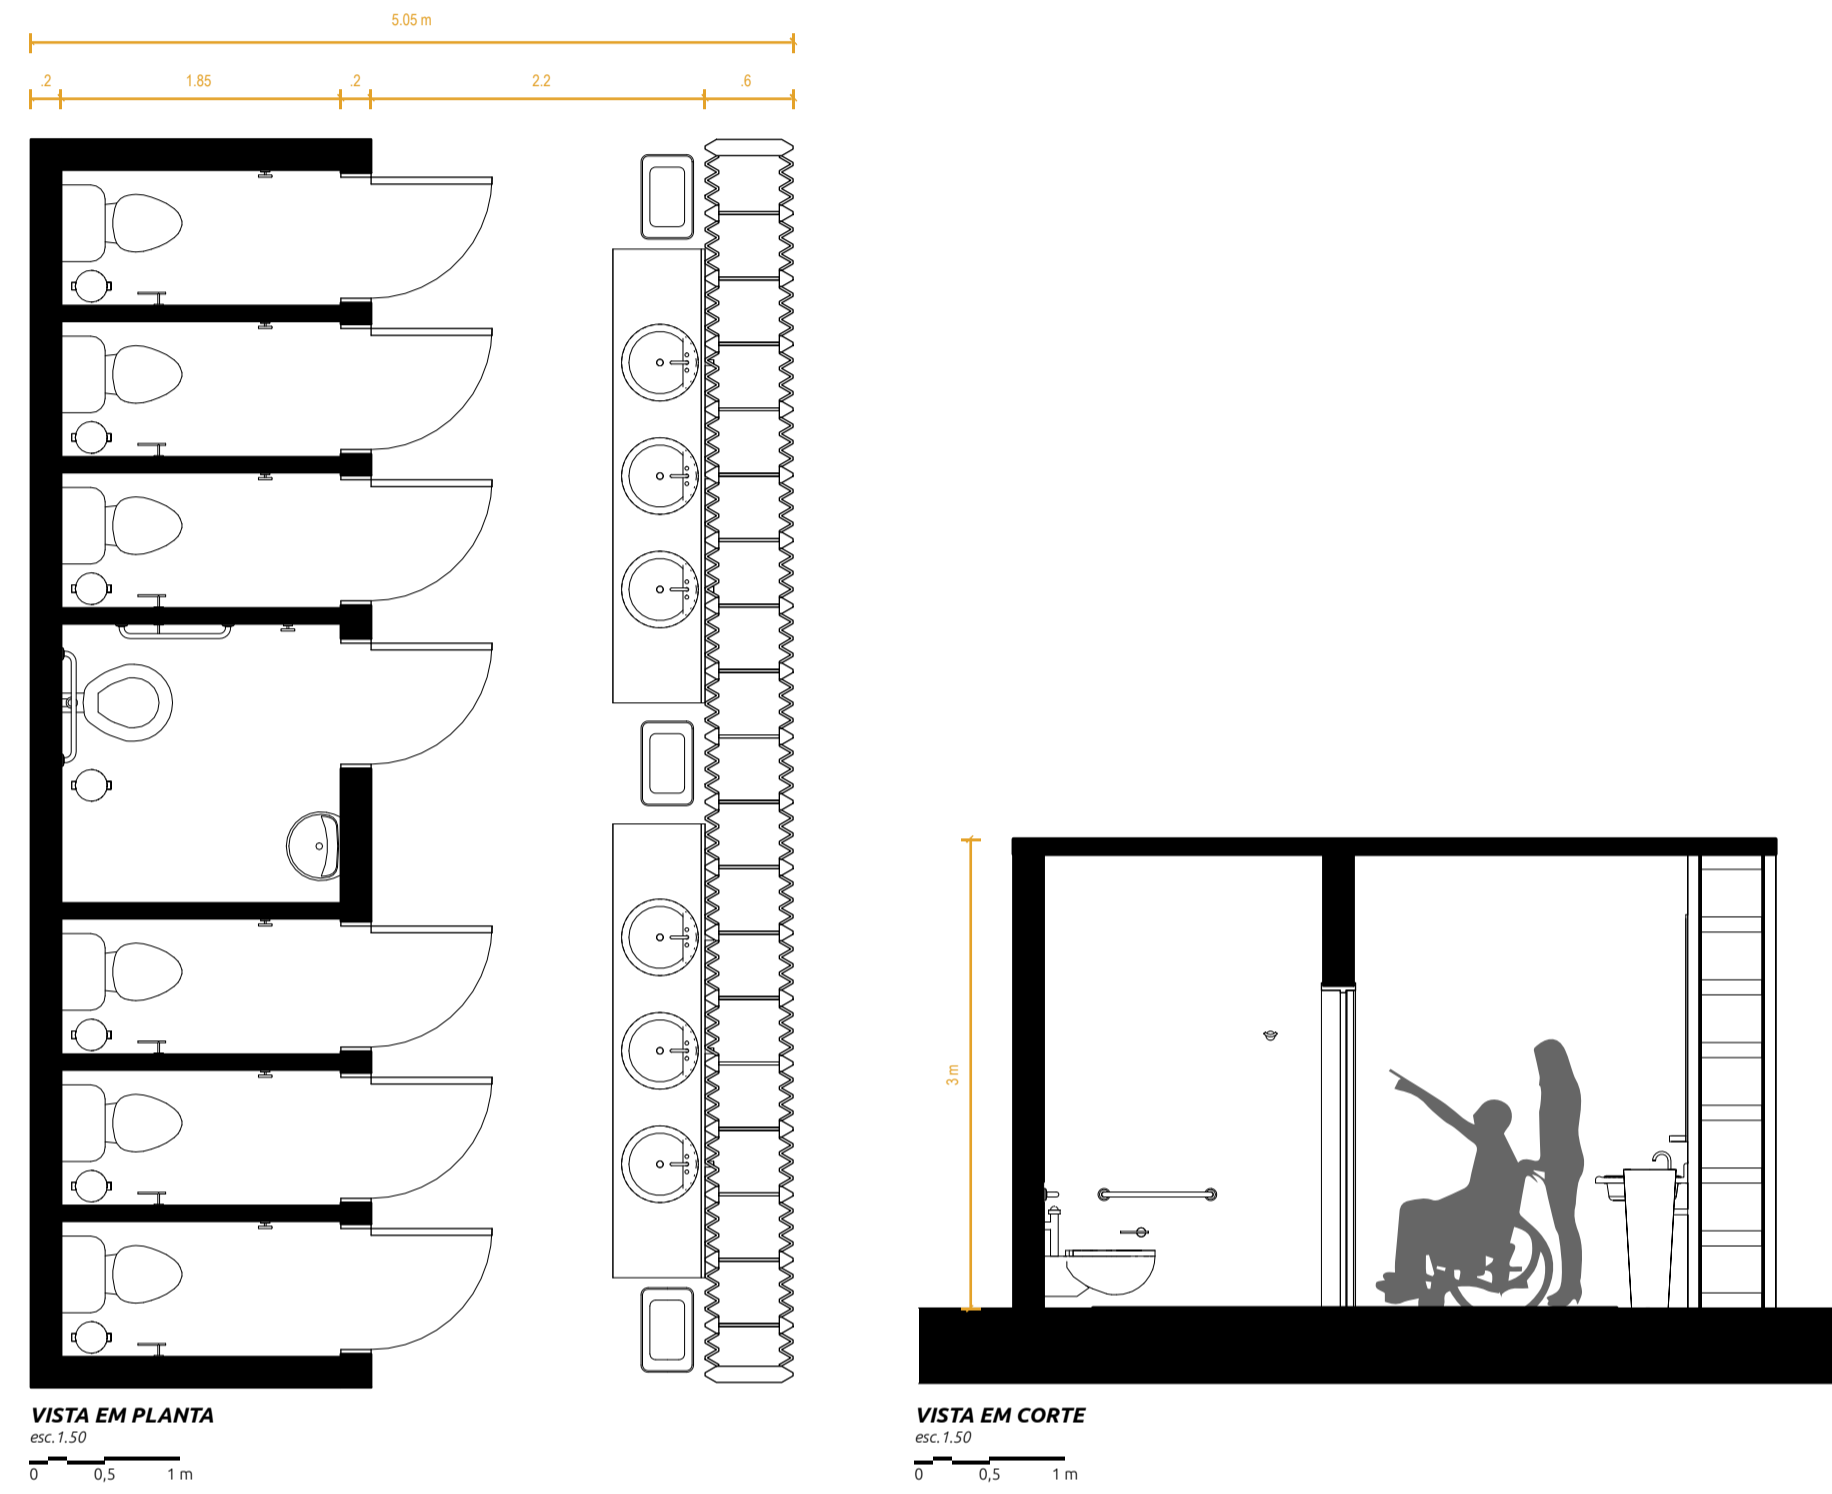 5.05 m
.2 1.85 .2 2.2 .6
3 m
VISTA EM PLANTA
esc.1.50
0 0,5 1 m
VISTA EM CORTE
esc.1.50
0 0,5 1 m